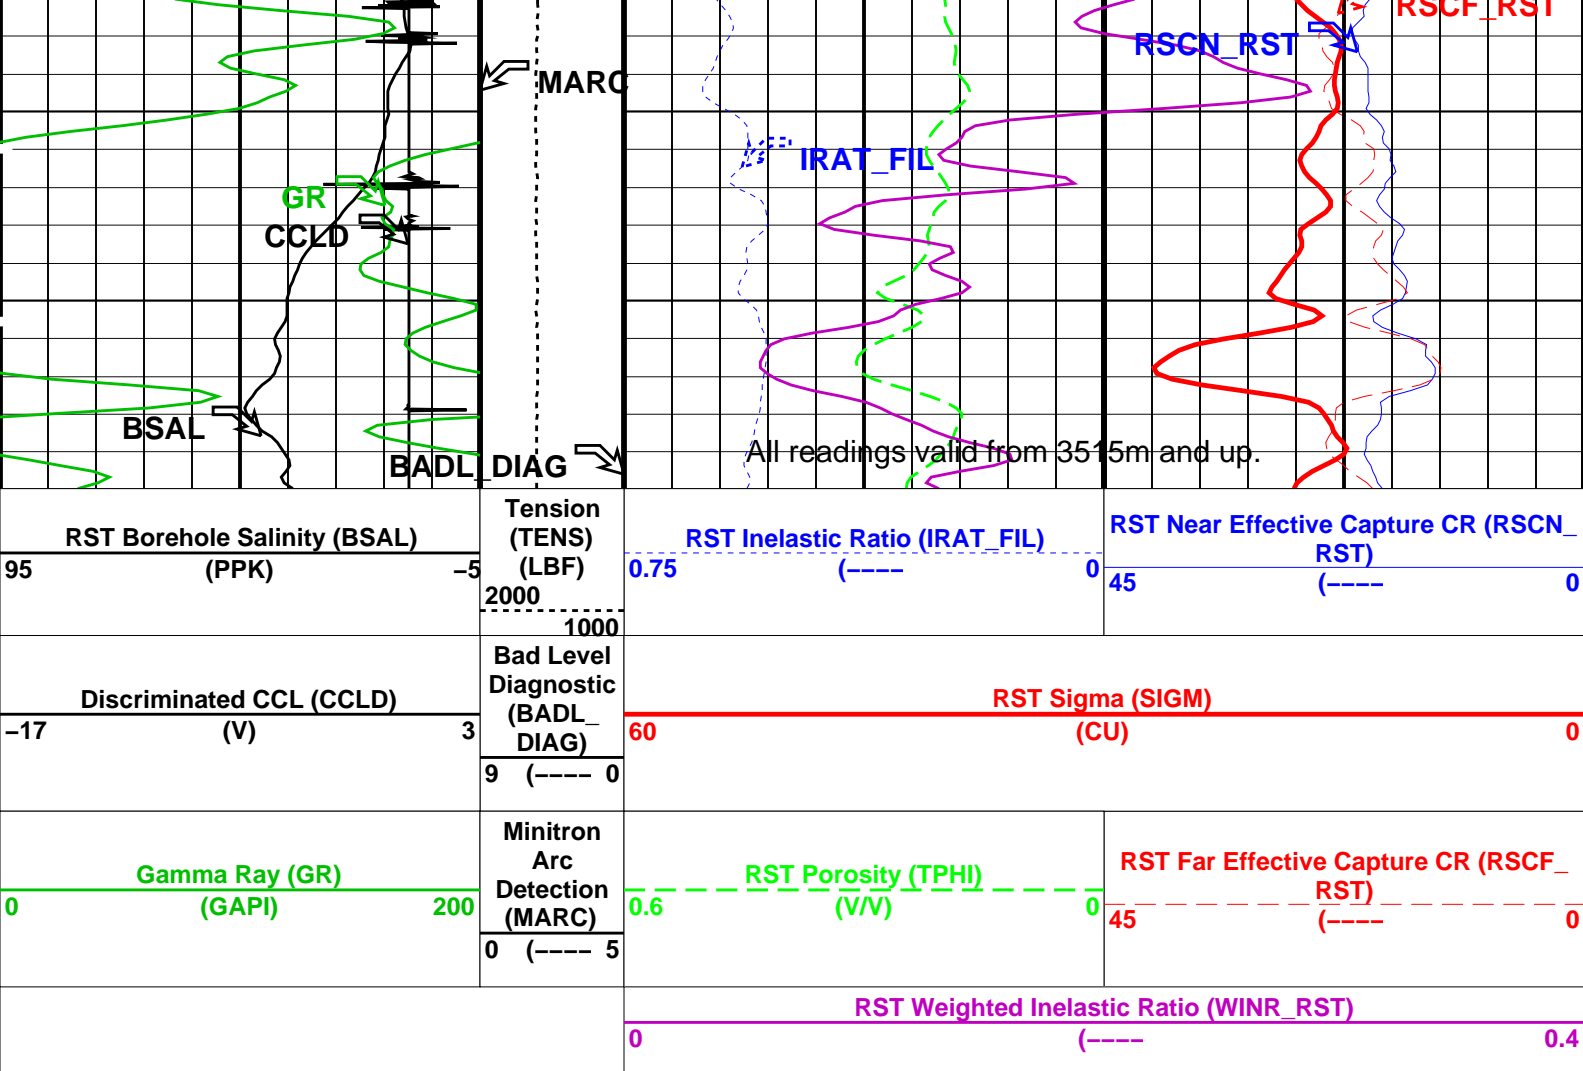 RSCF_RST
RSCN_RST
MARC
IRAT_FIL
GR
CCLD
BSAL
BADL_DIAG
All readings valid from 3515m and up.
RST Borehole Salinity (BSAL)
95 (PPK) −5
Tension
(TENS)
(LBF)
2000
1000
RST Inelastic Ratio (IRAT_FIL)
0.75 (−−−− 0
RST Near Effective Capture CR (RSCN_
RST)
45 (−−−− 0
Discriminated CCL (CCLD)
−17 (V) 3
Bad Level
Diagnostic
(BADL_
DIAG)
9 (−−−− 0
RST Sigma (SIGM)
60 (CU) 0
Gamma Ray (GR)
0 (GAPI) 200
Minitron
Arc
Detection
(MARC)
0 (−−−− 5
RST Porosity (TPHI)
0.6 (V/V) 0
RST Far Effective Capture CR (RSCF_
RST)
45 (−−−− 0
RST Weighted Inelastic Ratio (WINR_RST)
0 (−−−− 0.4